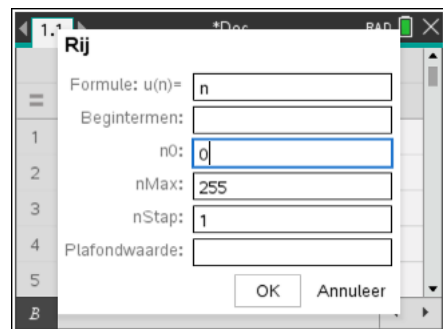 1.1 *Doc RAD
Rij
Formule: u(n)= n
Begintermen:
n0: 0
nMax: 255
nStap: 1
Plafondwaarde:
OK Annuleer
=
1
2
3
4
5
B